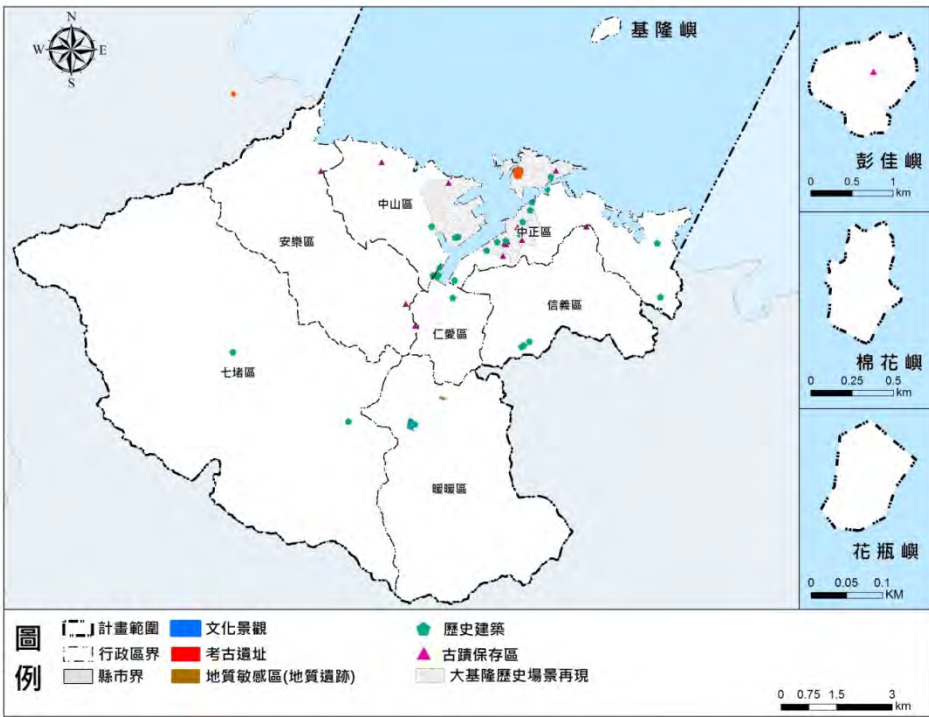 N
W E
S
基隆嶼
中山區
中正區
安樂區
信義區
仁愛區
七堵區
暖暖區
彭佳嶼
0 0.5 1
km
棉花嶼
0 0.25 0.5
km
花瓶嶼
0 0.05 0.1
KM
圖例
計畫範圍
文化景觀
歷史建築
行政區界
考古遺址
古蹟保存區
縣市界
地質敏感區(地質遺跡)
大基隆歷史場景再現
0 0.75 1.5 3
km